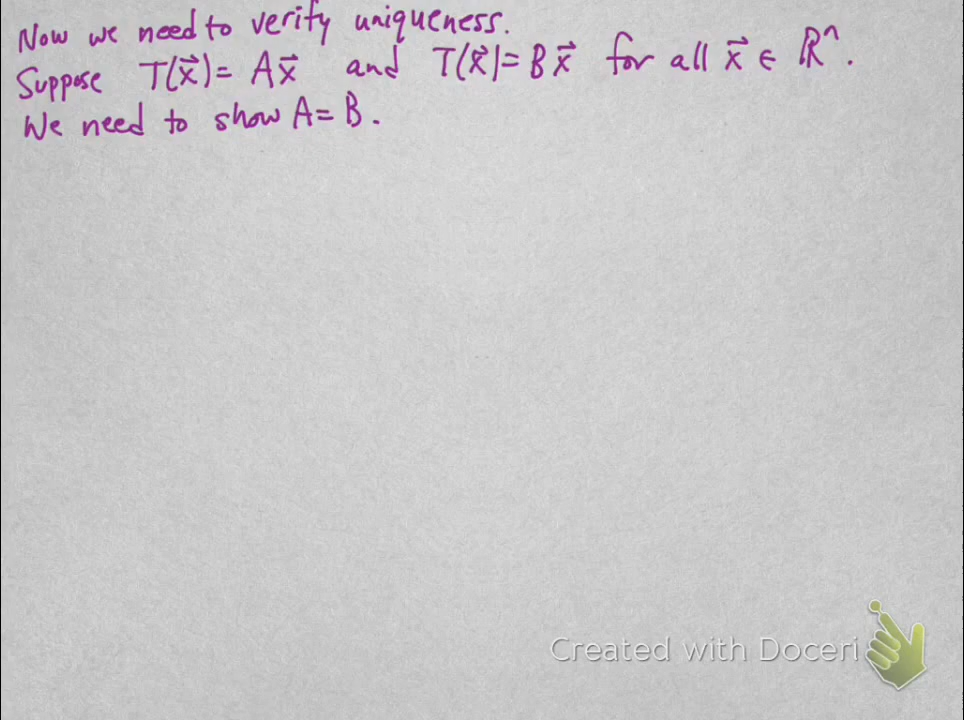 Now we need to verify uniqueness.
Suppose T(x⃗)= Ax⃗ and T(x⃗)= Bx⃗ for all x⃗ ∈ ℝⁿ.
We need to show A= B.
Created with Doceri